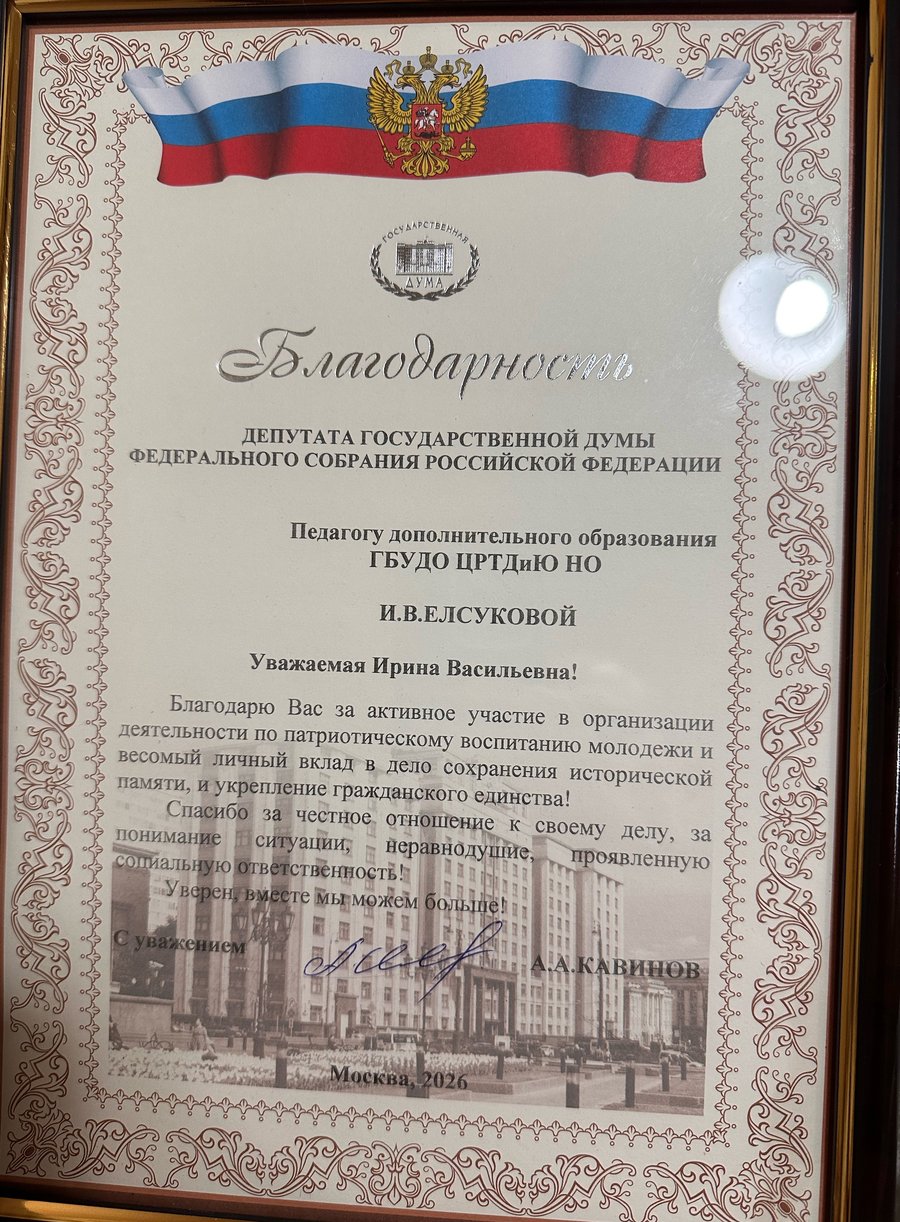 ГОСУДАРСТВЕННАЯ
ДУМА
Благодарность
ДЕПУТАТА ГОСУДАРСТВЕННОЙ ДУМЫ
ФЕДЕРАЛЬНОГО СОБРАНИЯ РОССИЙСКОЙ ФЕДЕРАЦИИ
Педагогу дополнительного образования
ГБУДО ЦРТДиЮ НО
И.В.ЕЛСУКОВОЙ
Уважаемая Ирина Васильевна!
Благодарю Вас за активное участие в организации
деятельности по патриотическому воспитанию молодежи и
весомый личный вклад в дело сохранения исторической
памяти, и укрепление гражданского единства!
Спасибо за честное отношение к своему делу, за
понимание ситуации, неравнодушие, проявленную
социальную ответственность!
Уверен, вместе мы можем больше!
С уважением А.А.КАВИНОВ
Москва, 2026